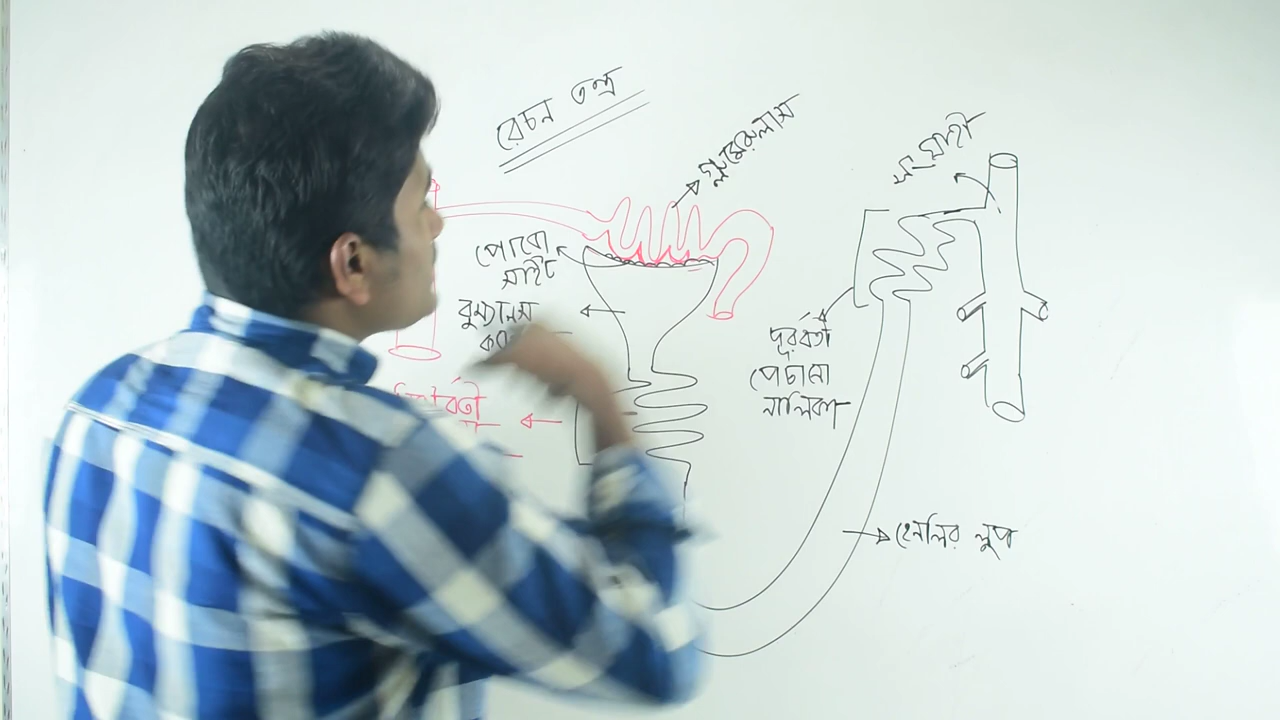 রেচন তন্ত্র
গ্লুমেরুলাস
সংগ্রাহী
পোডো
সাইট
বুম্যানস
দূরবর্তী
পেচানো
নালিকা
হেনলির লুপ